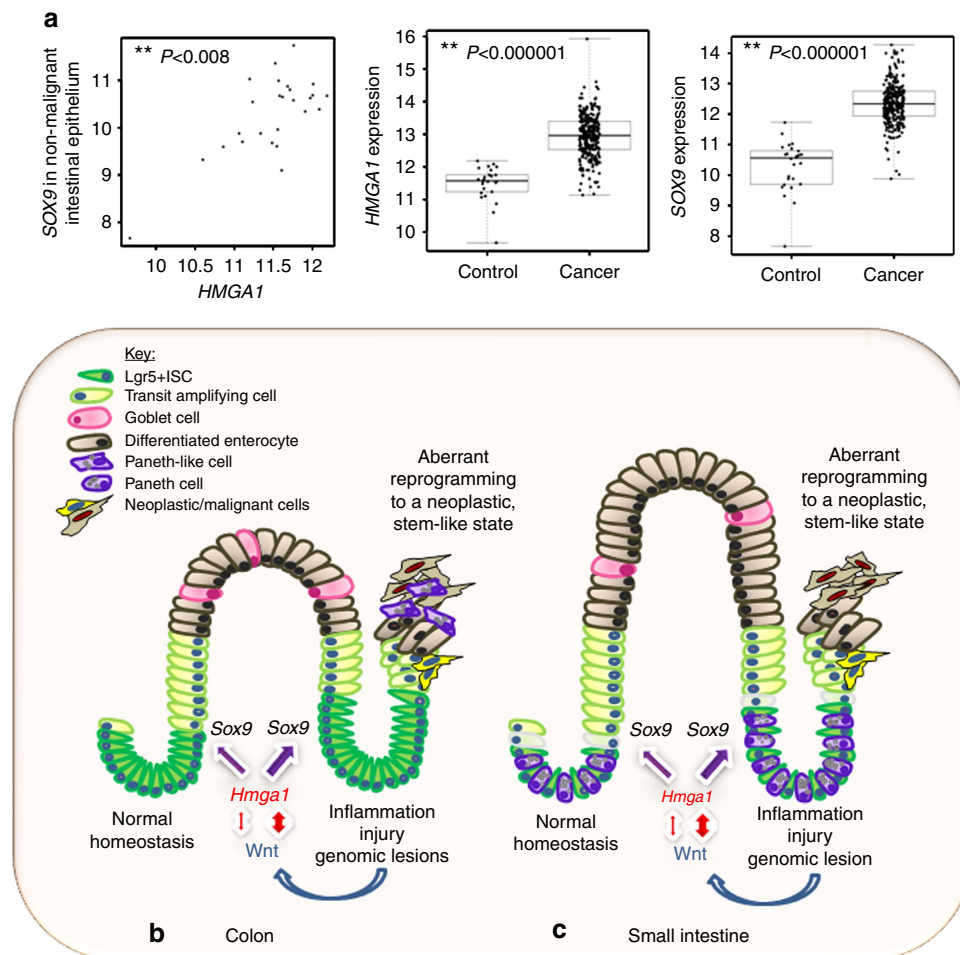 a
** P<0.008
SOX9 in non-malignant
intestinal epithelium
11
10
9
8
10 10.5 11 11.5 12
HMGA1
** P<0.000001
HMGA 1 expression
16
15
14
13
12
11
10
Control Cancer
** P<0.000001
SOX9 expression
14
13
12
11
10
9
8
Control Cancer
Key:
Lgr5+ISC
Transit amplifying cell
Goblet cell
Differentiated enterocyte
Paneth-like cell
Paneth cell
Neoplastic/malignant cells
Aberrant
reprogramming
to a neoplastic,
stem-like state
Sox9 Sox9
Hmga1
Wnt
Normal
homeostasis
Inflammation
injury
genomic lesions
b Colon
Aberrant
reprogramming
to a neoplastic,
stem-like state
Sox9 Sox9
Hmga1
Wnt
Normal
homeostasis
Inflammation
injury
genomic lesion
c Small intestine